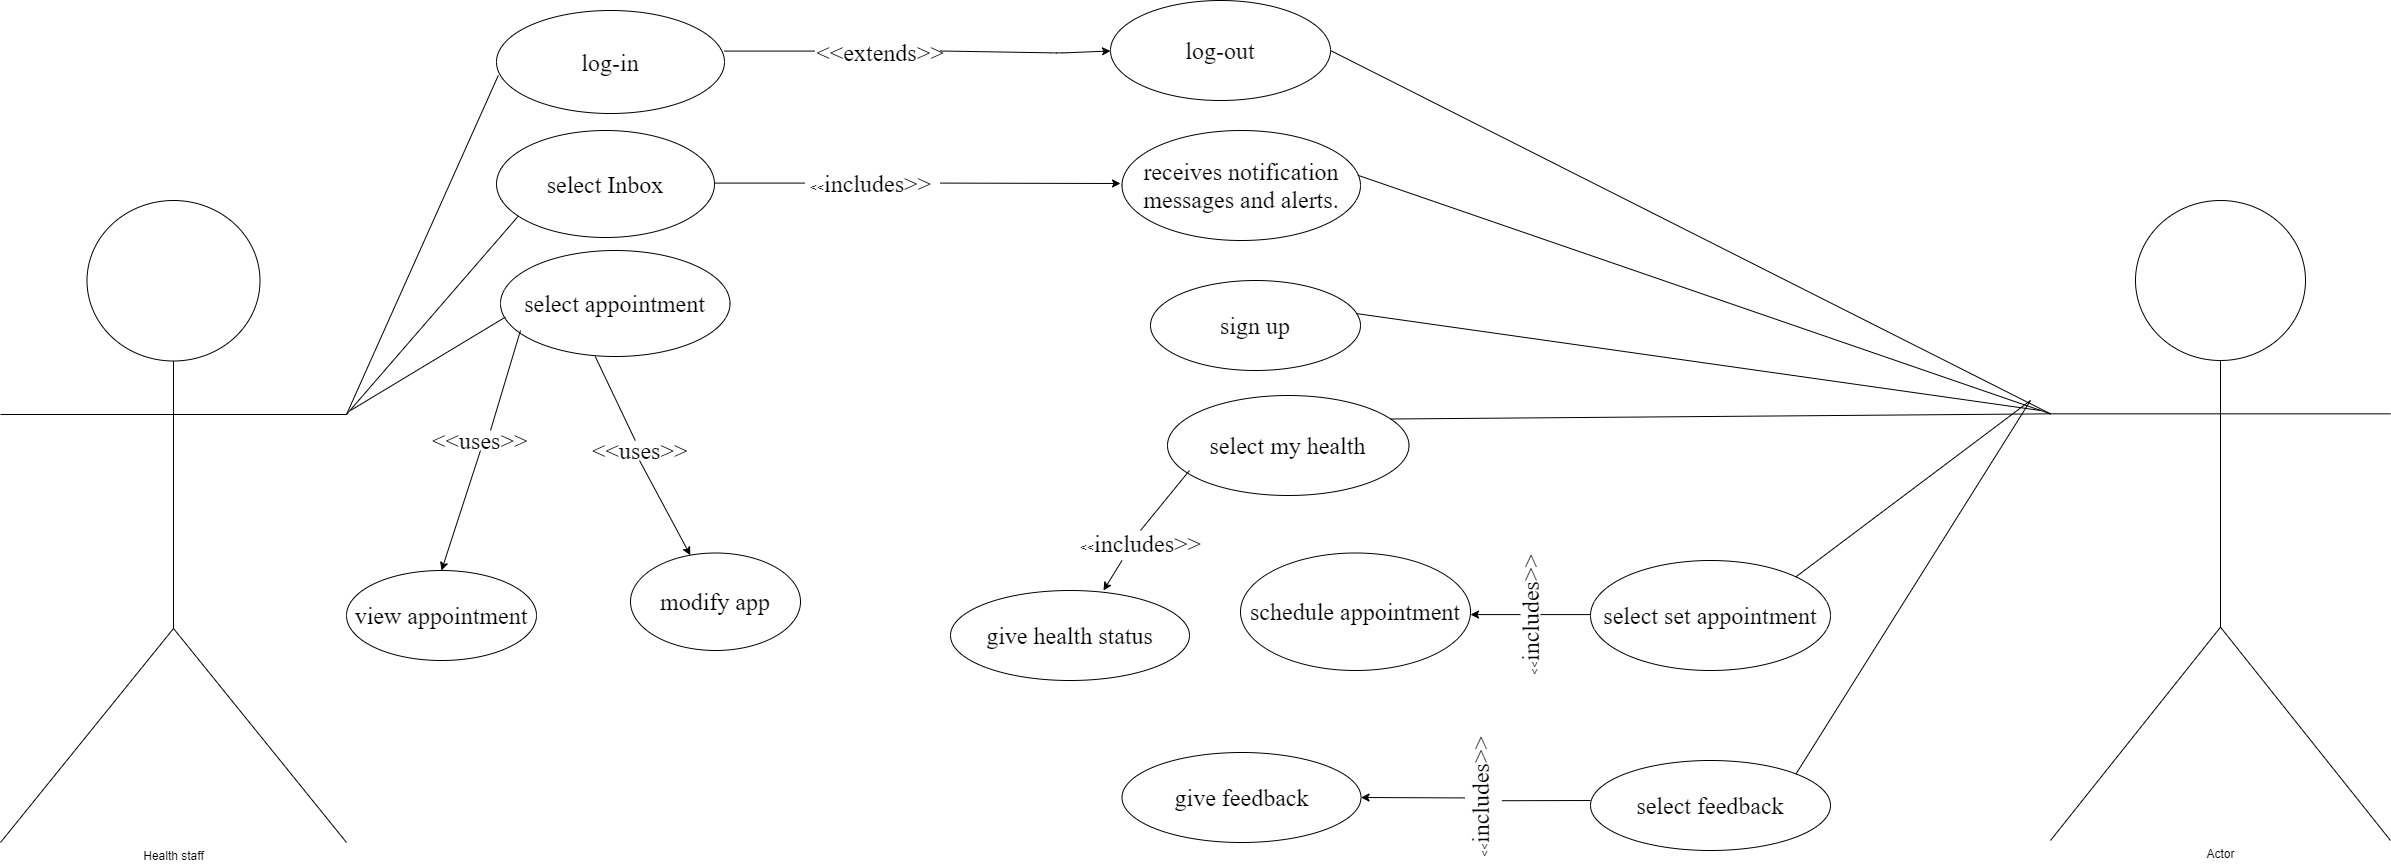 log-in
<<extends>>
log-out
select Inbox
<<includes>>
receives notification
messages and alerts.
select appointment
sign up
<<uses>>
<<uses>>
select my health
<<includes>>
view appointment
modify app
give health status
schedule appointment
<<includes>>
select set appointment
give feedback
<<includes>>
select feedback
Health staff
Actor